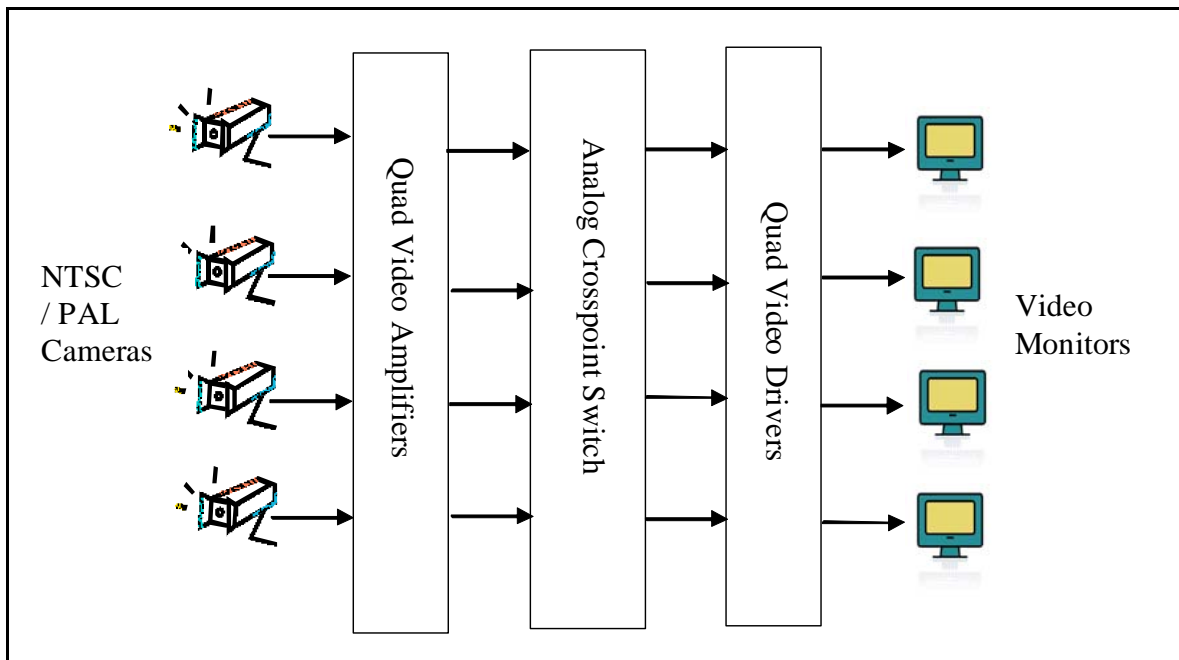 NTSC
/ PAL
Cameras
Quad Video Amplifiers
Analog Crosspoint Switch
Quad Video Drivers
Video
Monitors